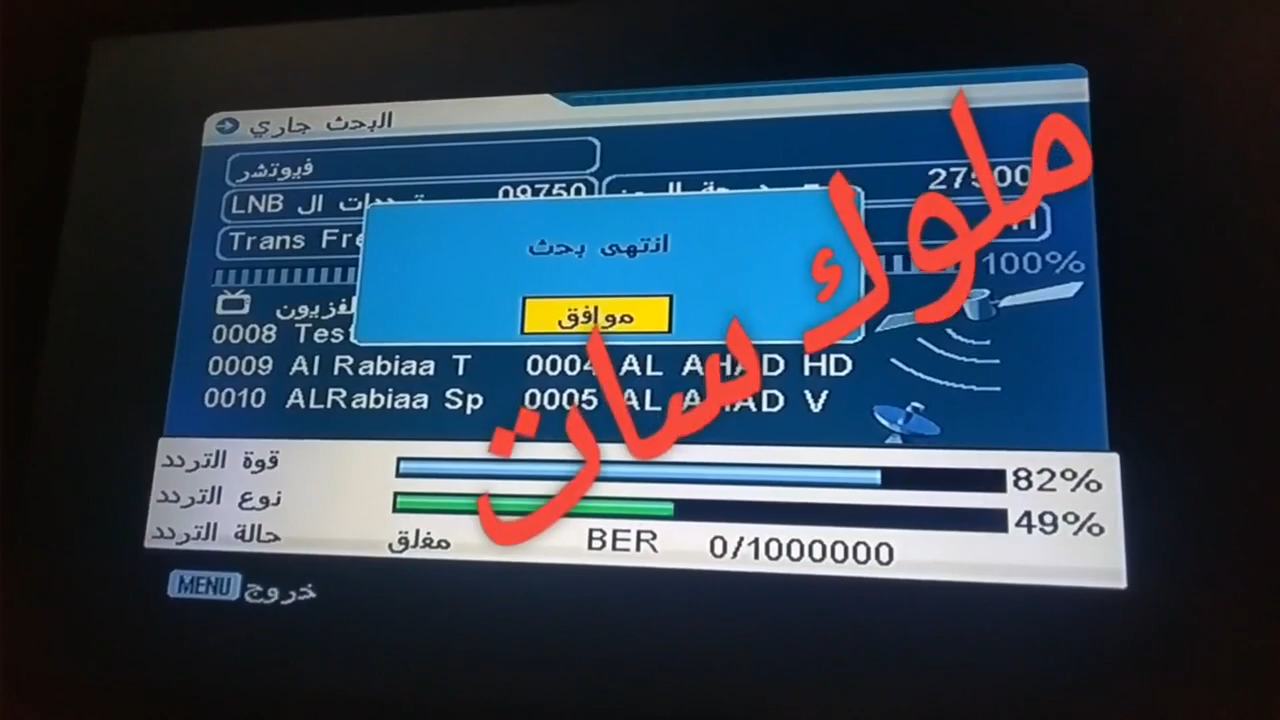 البحث جاري
فيوتشر
LNB ترددات ال 09750
27500
Trans Fre
H
انتهى بحث
100%
موافق
0008 Test
0009 Al Rabiaa T 0004 AL AHAD HD
0010 ALRabiaa Sp 0005 AL AHAD V
ملوك سات
قوة التردد 82%
نوع التردد 49%
حالة التردد مغلق BER 0/1000000
MENU خروج